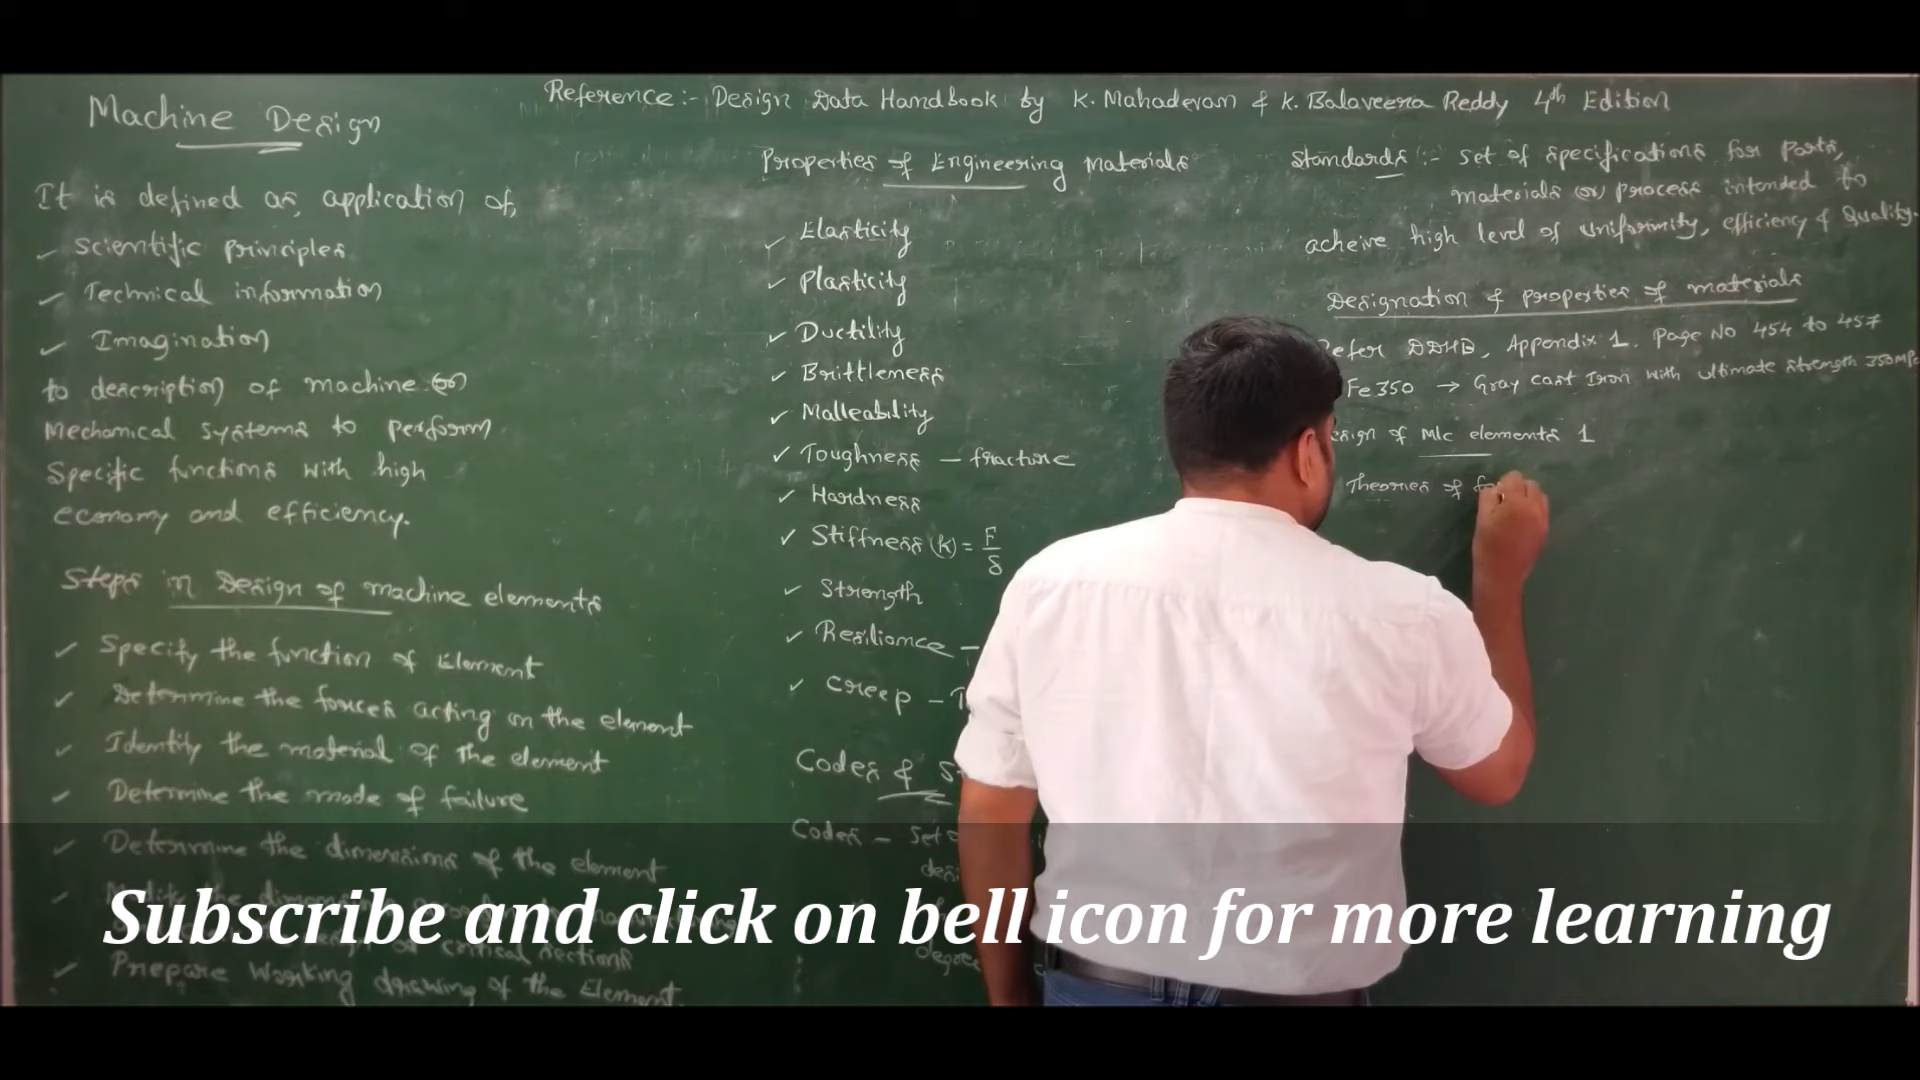 Machine Design
Reference:- Design Data Handbook by K. Mahadevan & K. Balaveera Reddy 4th Edition
It is defined as, application of,
✓ Scientific principles
✓ Technical information
✓ Imagination
to description of machine (or)
Mechanical Systems to perform
Specific functions with high
economy and efficiency.
Steps in Design of machine elements
✓ Specify the function of Element
✓ Determine the forces acting on the element
✓ Identify the material of the element
✓ Determine the mode of failure
✓ Determine the dimensions of the element
critical sections
✓ Prepare Working drawing of the Element.
Properties of Engineering materials
✓ Elasticity
✓ Plasticity
✓ Ductility
✓ Brittleness
✓ Malleability
✓ Toughness - fracture
✓ Hardness
✓ Stiffness (k) = F/δ
✓ Strength
✓ Resiliance -
✓ Creep -
Codes &
Codes - Set
Standards :- set of specifications for parts,
materials (or) process intended to
acheive high level of uniformity, efficiency & Quality.
Designation & properties of materials
Refer DDHB, Appendix 1. Page No 454 to 457
Fe 350 → Gray Cast Iron with ultimate strength 350MPa
Design of M/c elements 1
Theories of
Subscribe and click on bell icon for more learning